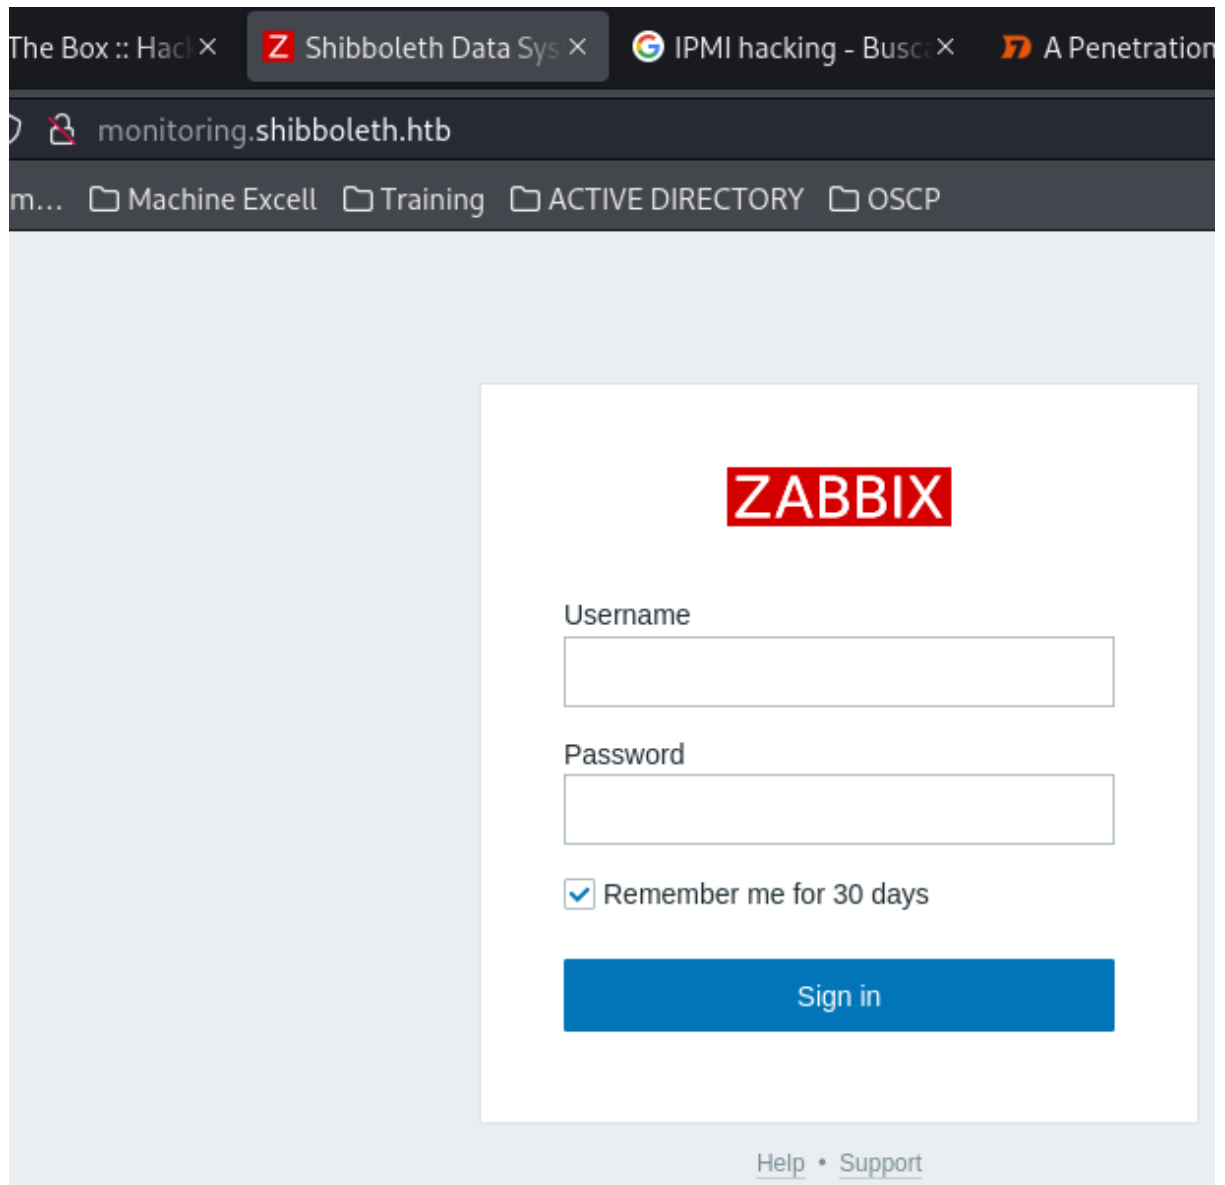 The Box :: Hac
Z Shibboleth Data Sys
G IPMI hacking - Busca
A Penetration
monitoring.shibboleth.htb
m... Machine Excell Training ACTIVE DIRECTORY OSCP
ZABBIX
Username
Password
Remember me for 30 days
Sign in
Help • Support